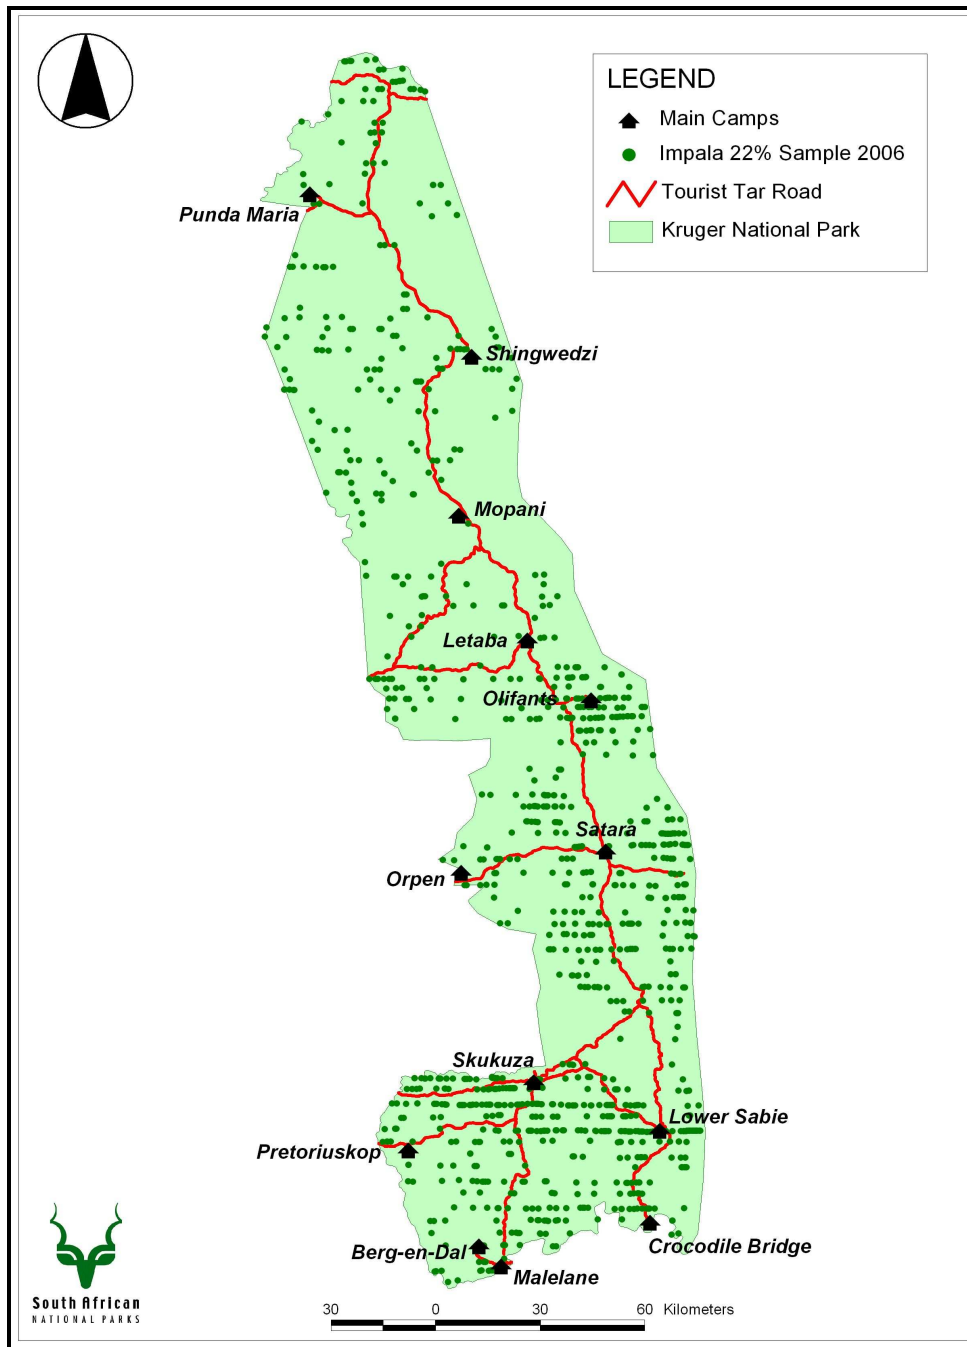 LEGEND
Main Camps
Impala 22% Sample 2006
Tourist Tar Road
Kruger National Park
Punda Maria
Shingwedzi
Mopani
Letaba
Olifants
Satara
Orpen
Skukuza
Lower Sabie
Pretoriuskop
Berg-en-Dal
Crocodile Bridge
Malelane
South African
NATIONAL PARKS
30 0 30 60 Kilometers